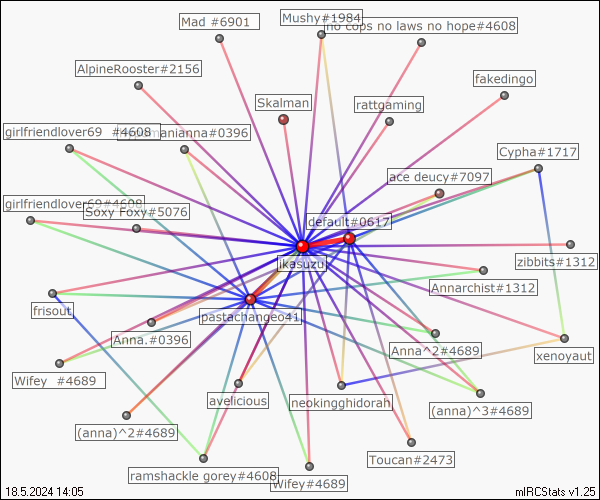 Mad #6901
Mushy#1984
no cops no laws no hope#4608
AlpineRooster#2156
fakedingo
Skalman
rattgaming
girlfriendlover69 #4608
manianna#0396
Cypha#1717
ace deucy#7097
girlfriendlover69#4608
Soxy Foxy#5076
default#0617
jkasuzu
zibbits#1312
Annarchist#1312
frisout
pastachange041
Anna.#0396
Anna^2#4689
xenoyaut
Wifey #4689
avelicious
neokingghidorah
(anna)^3#4689
(anna)^2#4689
Toucan#2473
ramshackle gorey#4608
Wifey#4689
18.5.2024 14:05
mIRCStats v1.25